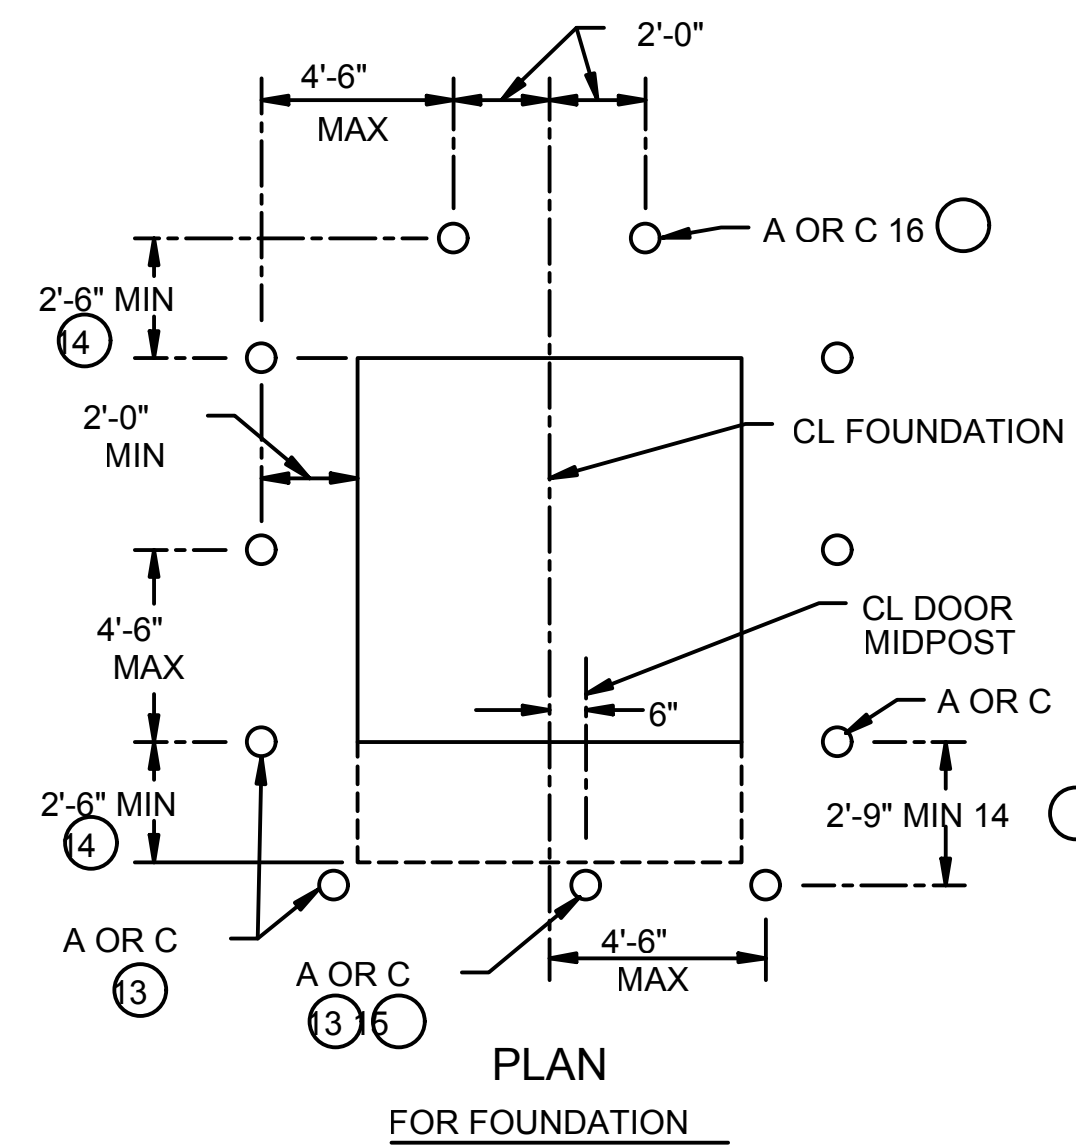 2'-0"
4'-6"
MAX
A OR C 16
2'-6" MIN
14
2'-0"
MIN
CL FOUNDATION
4'-6"
MAX
CL DOOR
MIDPOST
6"
A OR C
2'-6" MIN
14
2'-9" MIN 14
A OR C
13
A OR C
13 15
4'-6"
MAX
PLAN
FOR FOUNDATION